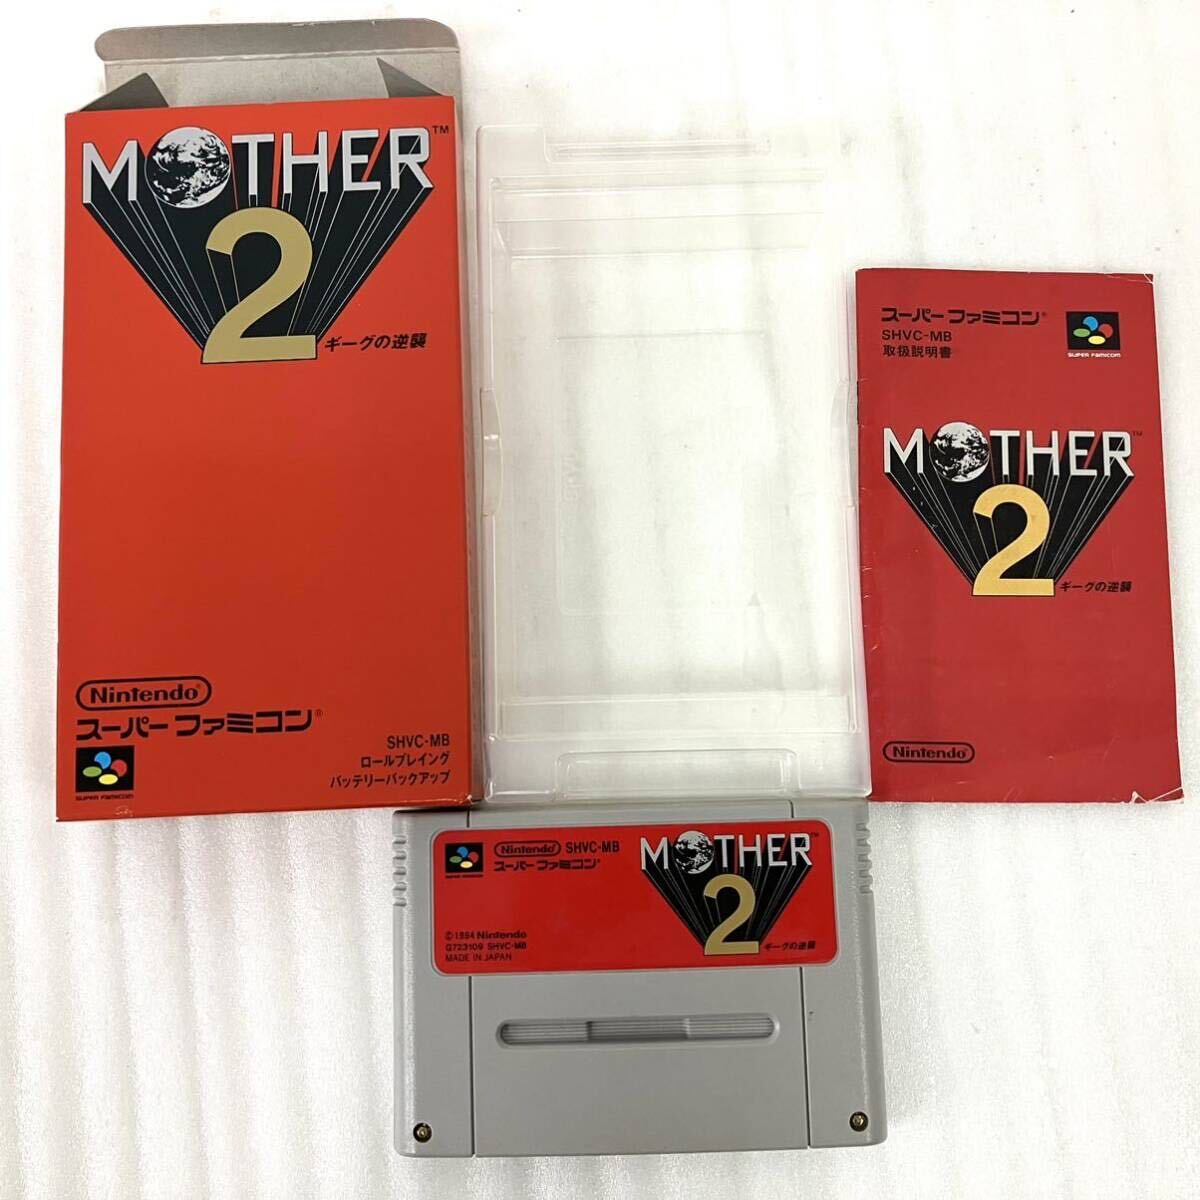 MOTHER™
2
ギーグの逆襲
Nintendo®
スーパーファミコン®
SUPER FAMICOM
SHVC-MB
ロールプレイング
バッテリーバックアップ
スーパーファミコン®
SHVC-MB
取扱説明書
SUPER FAMICOM
MOTHER™
2
ギーグの逆襲
Nintendo®
SUPER FAMICOM
Nintendo® SHVC-MB
スーパーファミコン®
MOTHER™
2
ギーグの逆襲
©1994 Nintendo
G723109 SHVC-MB
MADE IN JAPAN